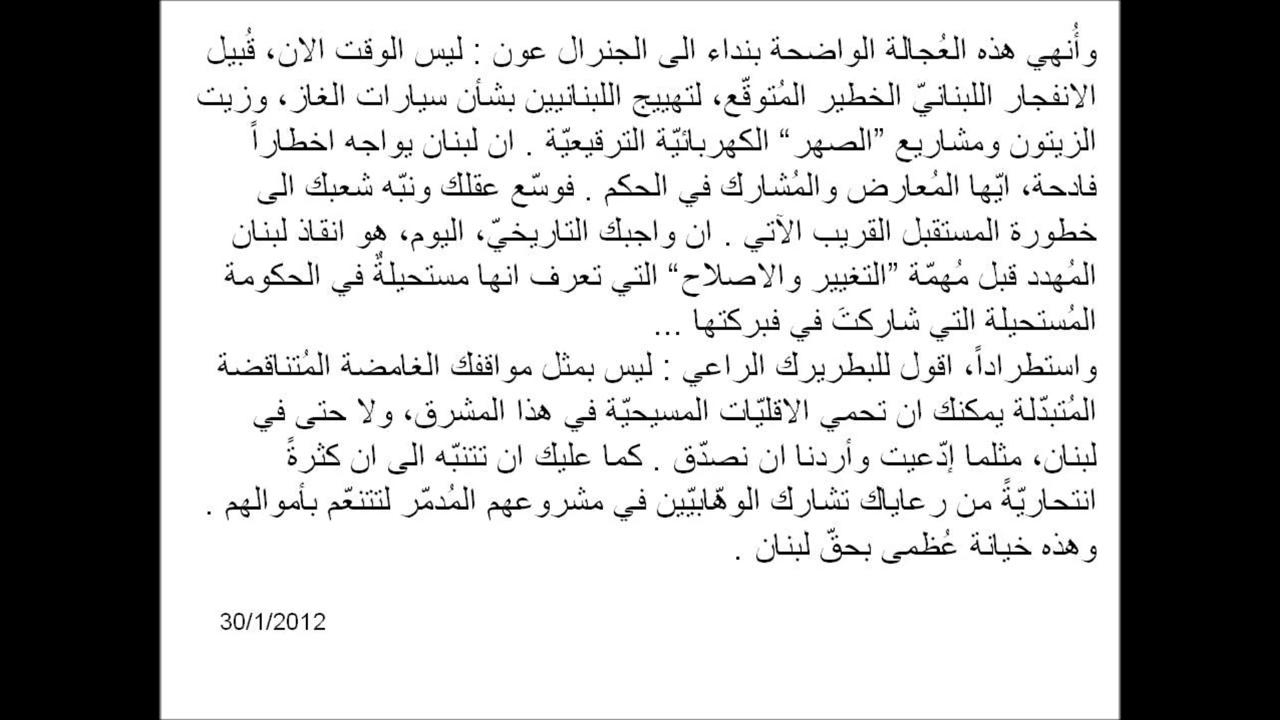 وأُنهي هذه العُجالة الواضحة بنداء الى الجنرال عون : ليس الوقت الان، قُبيل
الانفجار اللبنانيّ الخطير المُتوقّع، لتهييج اللبنانيين بشأن سيارات الغاز، وزيت
الزيتون ومشاريع ”الصهر“ الكهربائيّة الترقيعيّة . ان لبنان يواجه اخطاراً
فادحة، ايّها المُعارض والمُشارك في الحكم . فوسّع عقلك ونبّه شعبك الى
خطورة المستقبل القريب الآتي . ان واجبك التاريخيّ، اليوم، هو انقاذ لبنان
المُهدد قبل مُهمّة ”التغيير والاصلاح“ التي تعرف انها مستحيلةٌ في الحكومة
المُستحيلة التي شاركتَ في فبركتها ...
واستطراداً، اقول للبطريرك الراعي : ليس بمثل مواقفك الغامضة المُتناقضة
المُتبدّلة يمكنك ان تحمي الاقليّات المسيحيّة في هذا المشرق، ولا حتى في
لبنان، مثلما إدّعيت وأردنا ان نصدّق . كما عليك ان تتنبّه الى ان كثرةً
انتحاريّةً من رعاياك تشارك الوهّابيّين في مشروعهم المُدمّر لتتنعّم بأموالهم .
وهذه خيانة عُظمى بحقّ لبنان .
30/1/2012